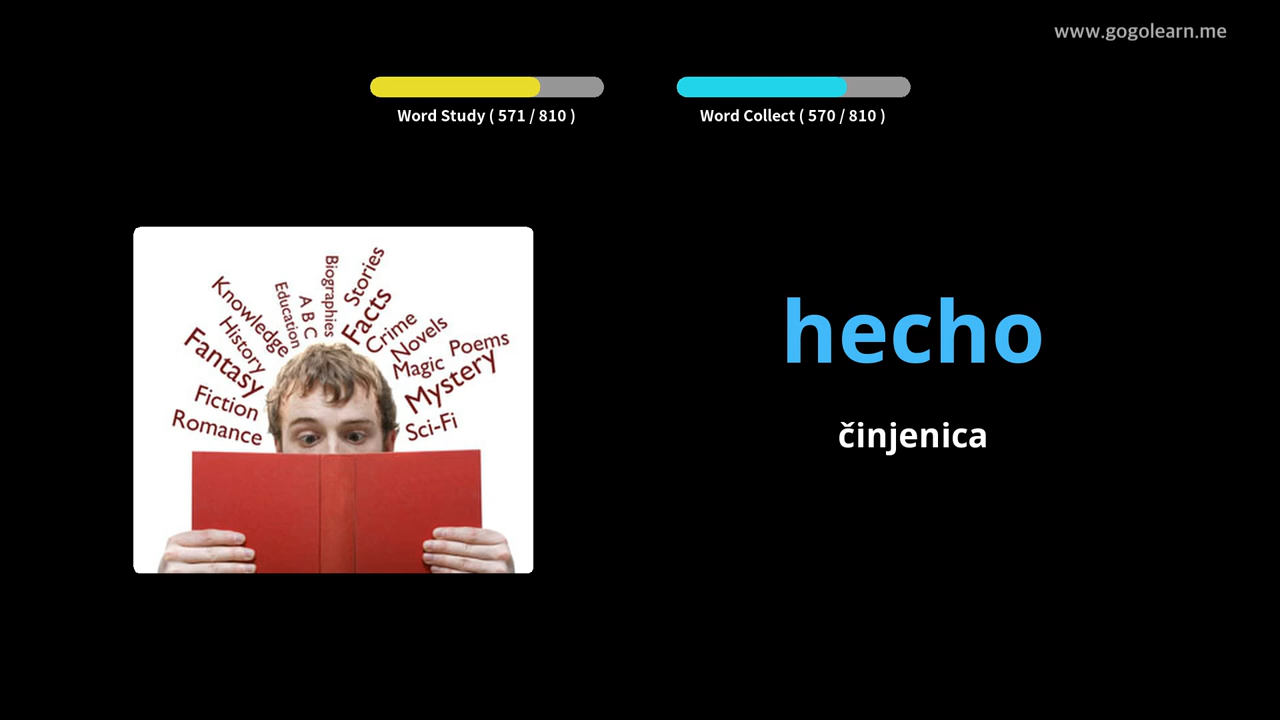 www.gogolearn.me
Word Study ( 571 / 810 )
Word Collect ( 570 / 810 )
hecho
činjenica
Knowledge
History
Fantasy
Fiction
Romance
Education
A B C
Biographies
Stories
Facts
Crime
Novels
Magic
Poems
Mystery
Sci-Fi